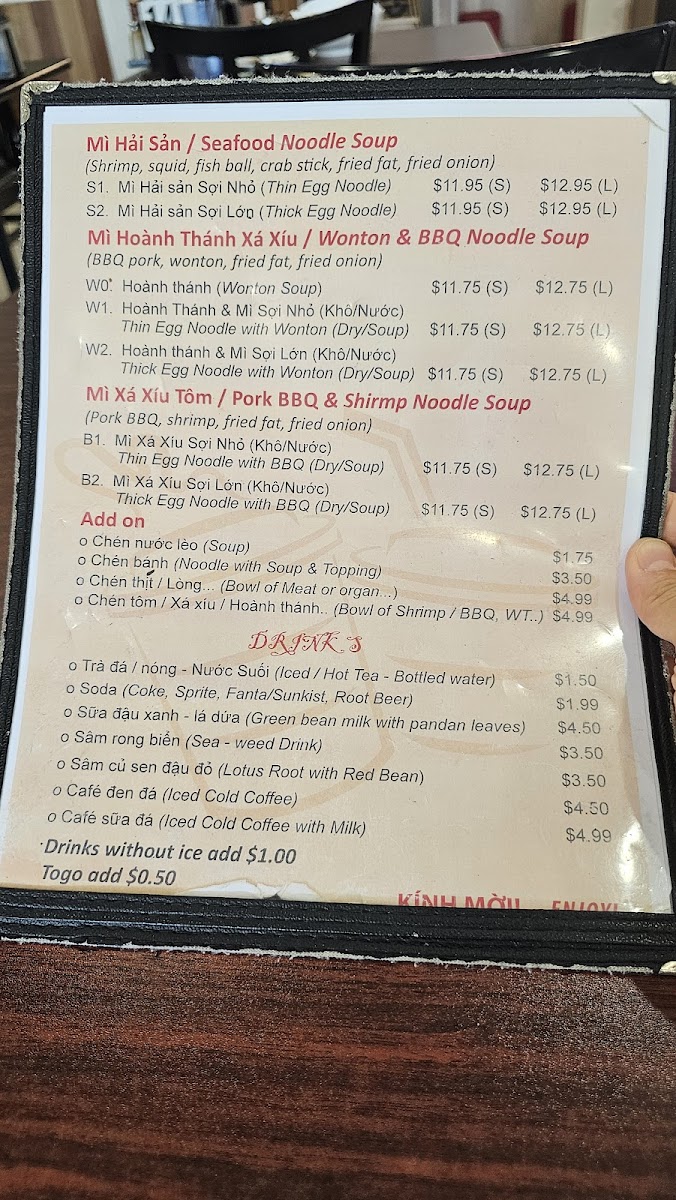 Mì Hải Sản / Seafood Noodle Soup
(Shrimp, squid, fish ball, crab stick, fried fat, fried onion)
S1. Mì Hải sản Sợi Nhỏ (Thin Egg Noodle) $11.95 (S) $12.95 (L)
S2. Mì Hải sản Sợi Lớn (Thick Egg Noodle) $11.95 (S) $12.95 (L)
Mì Hoành Thánh Xá Xíu / Wonton & BBQ Noodle Soup
(BBQ pork, wonton, fried fat, fried onion)
W0. Hoành thánh (Wonton Soup) $11.75 (S) $12.75 (L)
W1. Hoành Thánh & Mì Sợi Nhỏ (Khô/Nước)
Thin Egg Noodle with Wonton (Dry/Soup) $11.75 (S) $12.75 (L)
W2. Hoành thánh & Mì Sợi Lớn (Khô/Nước)
Thick Egg Noodle with Wonton (Dry/Soup) $11.75 (S) $12.75 (L)
Mì Xá Xíu Tôm / Pork BBQ & Shirmp Noodle Soup
(Pork BBQ, shrimp, fried fat, fried onion)
B1. Mì Xá Xíu Sợi Nhỏ (Khô/Nước)
Thin Egg Noodle with BBQ (Dry/Soup) $11.75 (S) $12.75 (L)
B2. Mì Xá Xíu Sợi Lớn (Khô/Nước)
Thick Egg Noodle with BBQ (Dry/Soup) $11.75 (S) $12.75 (L)
Add on
o Chén nước lèo (Soup) $1.75
o Chén bánh (Noodle with Soup & Topping) $3.50
o Chén thịt / Lòng... (Bowl of Meat or organ...) $4.99
o Chén tôm / Xá xíu / Hoành thánh.. (Bowl of Shrimp / BBQ, WT..) $4.99
DRINKS
o Trà đá / nóng - Nước Suối (Iced / Hot Tea - Bottled water) $1.50
o Soda (Coke, Sprite, Fanta/Sunkist, Root Beer) $1.99
o Sữa đậu xanh - lá dứa (Green bean milk with pandan leaves) $4.50
o Sâm rong biển (Sea - weed Drink) $3.50
o Sâm củ sen đậu đỏ (Lotus Root with Red Bean) $3.50
o Café đen đá (Iced Cold Coffee) $4.50
o Café sữa đá (Iced Cold Coffee with Milk) $4.99
Drinks without ice add $1.00
Togo add $0.50
KÍNH MỜI! ENJOY!